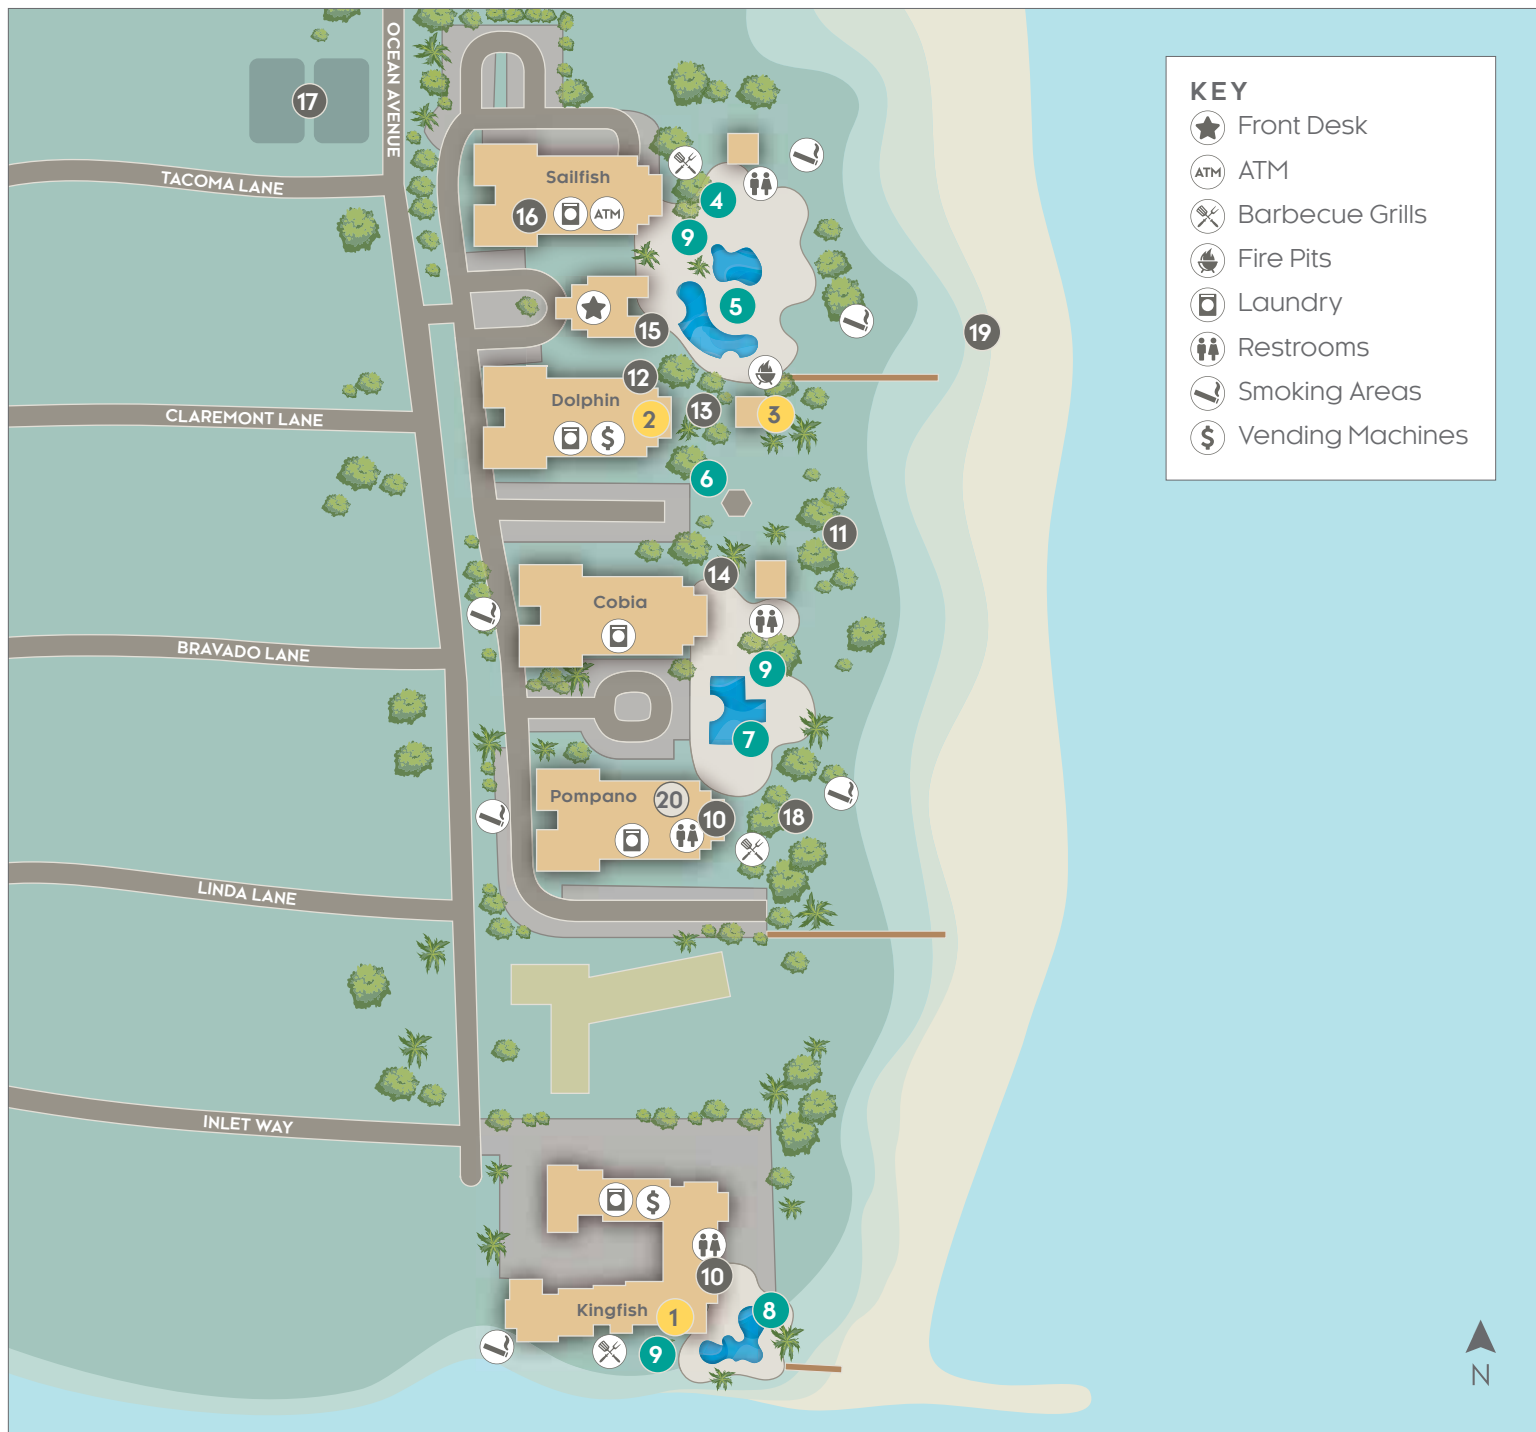 OCEAN AVENUE
17
TACOMA LANE
Sailfish
16
ATM
4
9
5
15
19
12
Dolphin
2
$
13
3
CLAREMONT LANE
6
11
14
Cobia
BRAVADO LANE
9
7
Pompano
20
10
18
LINDA LANE
INLET WAY
$
10
Kingfish
1
8
9
KEY
Front Desk
ATM ATM
Barbecue Grills
Fire Pits
Laundry
Restrooms
Smoking Areas
$ Vending Machines
N